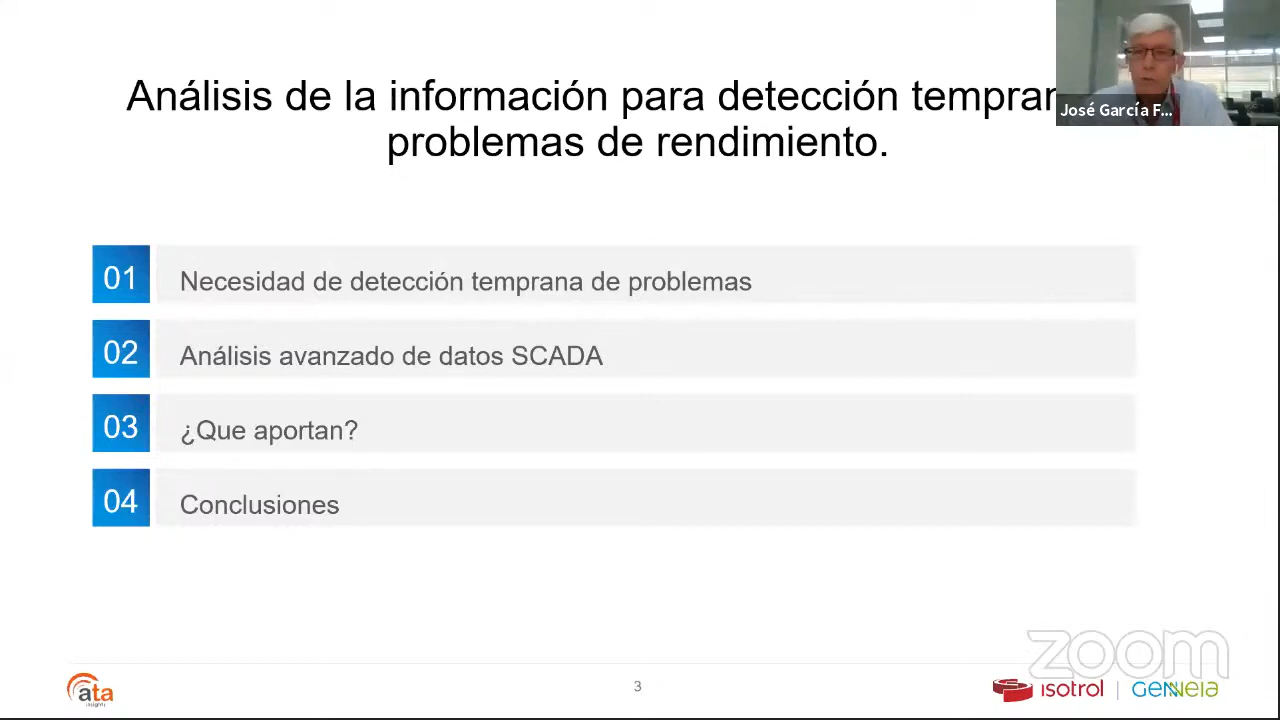 Análisis de la información para detección
problemas de rendimiento.
José García F...
01
Necesidad de detección temprana de problemas
02
Análisis avanzado de datos SCADA
03
¿Que aportan?
04
Conclusiones
zoom
ata
insights
3
isotrol
GENNEIA